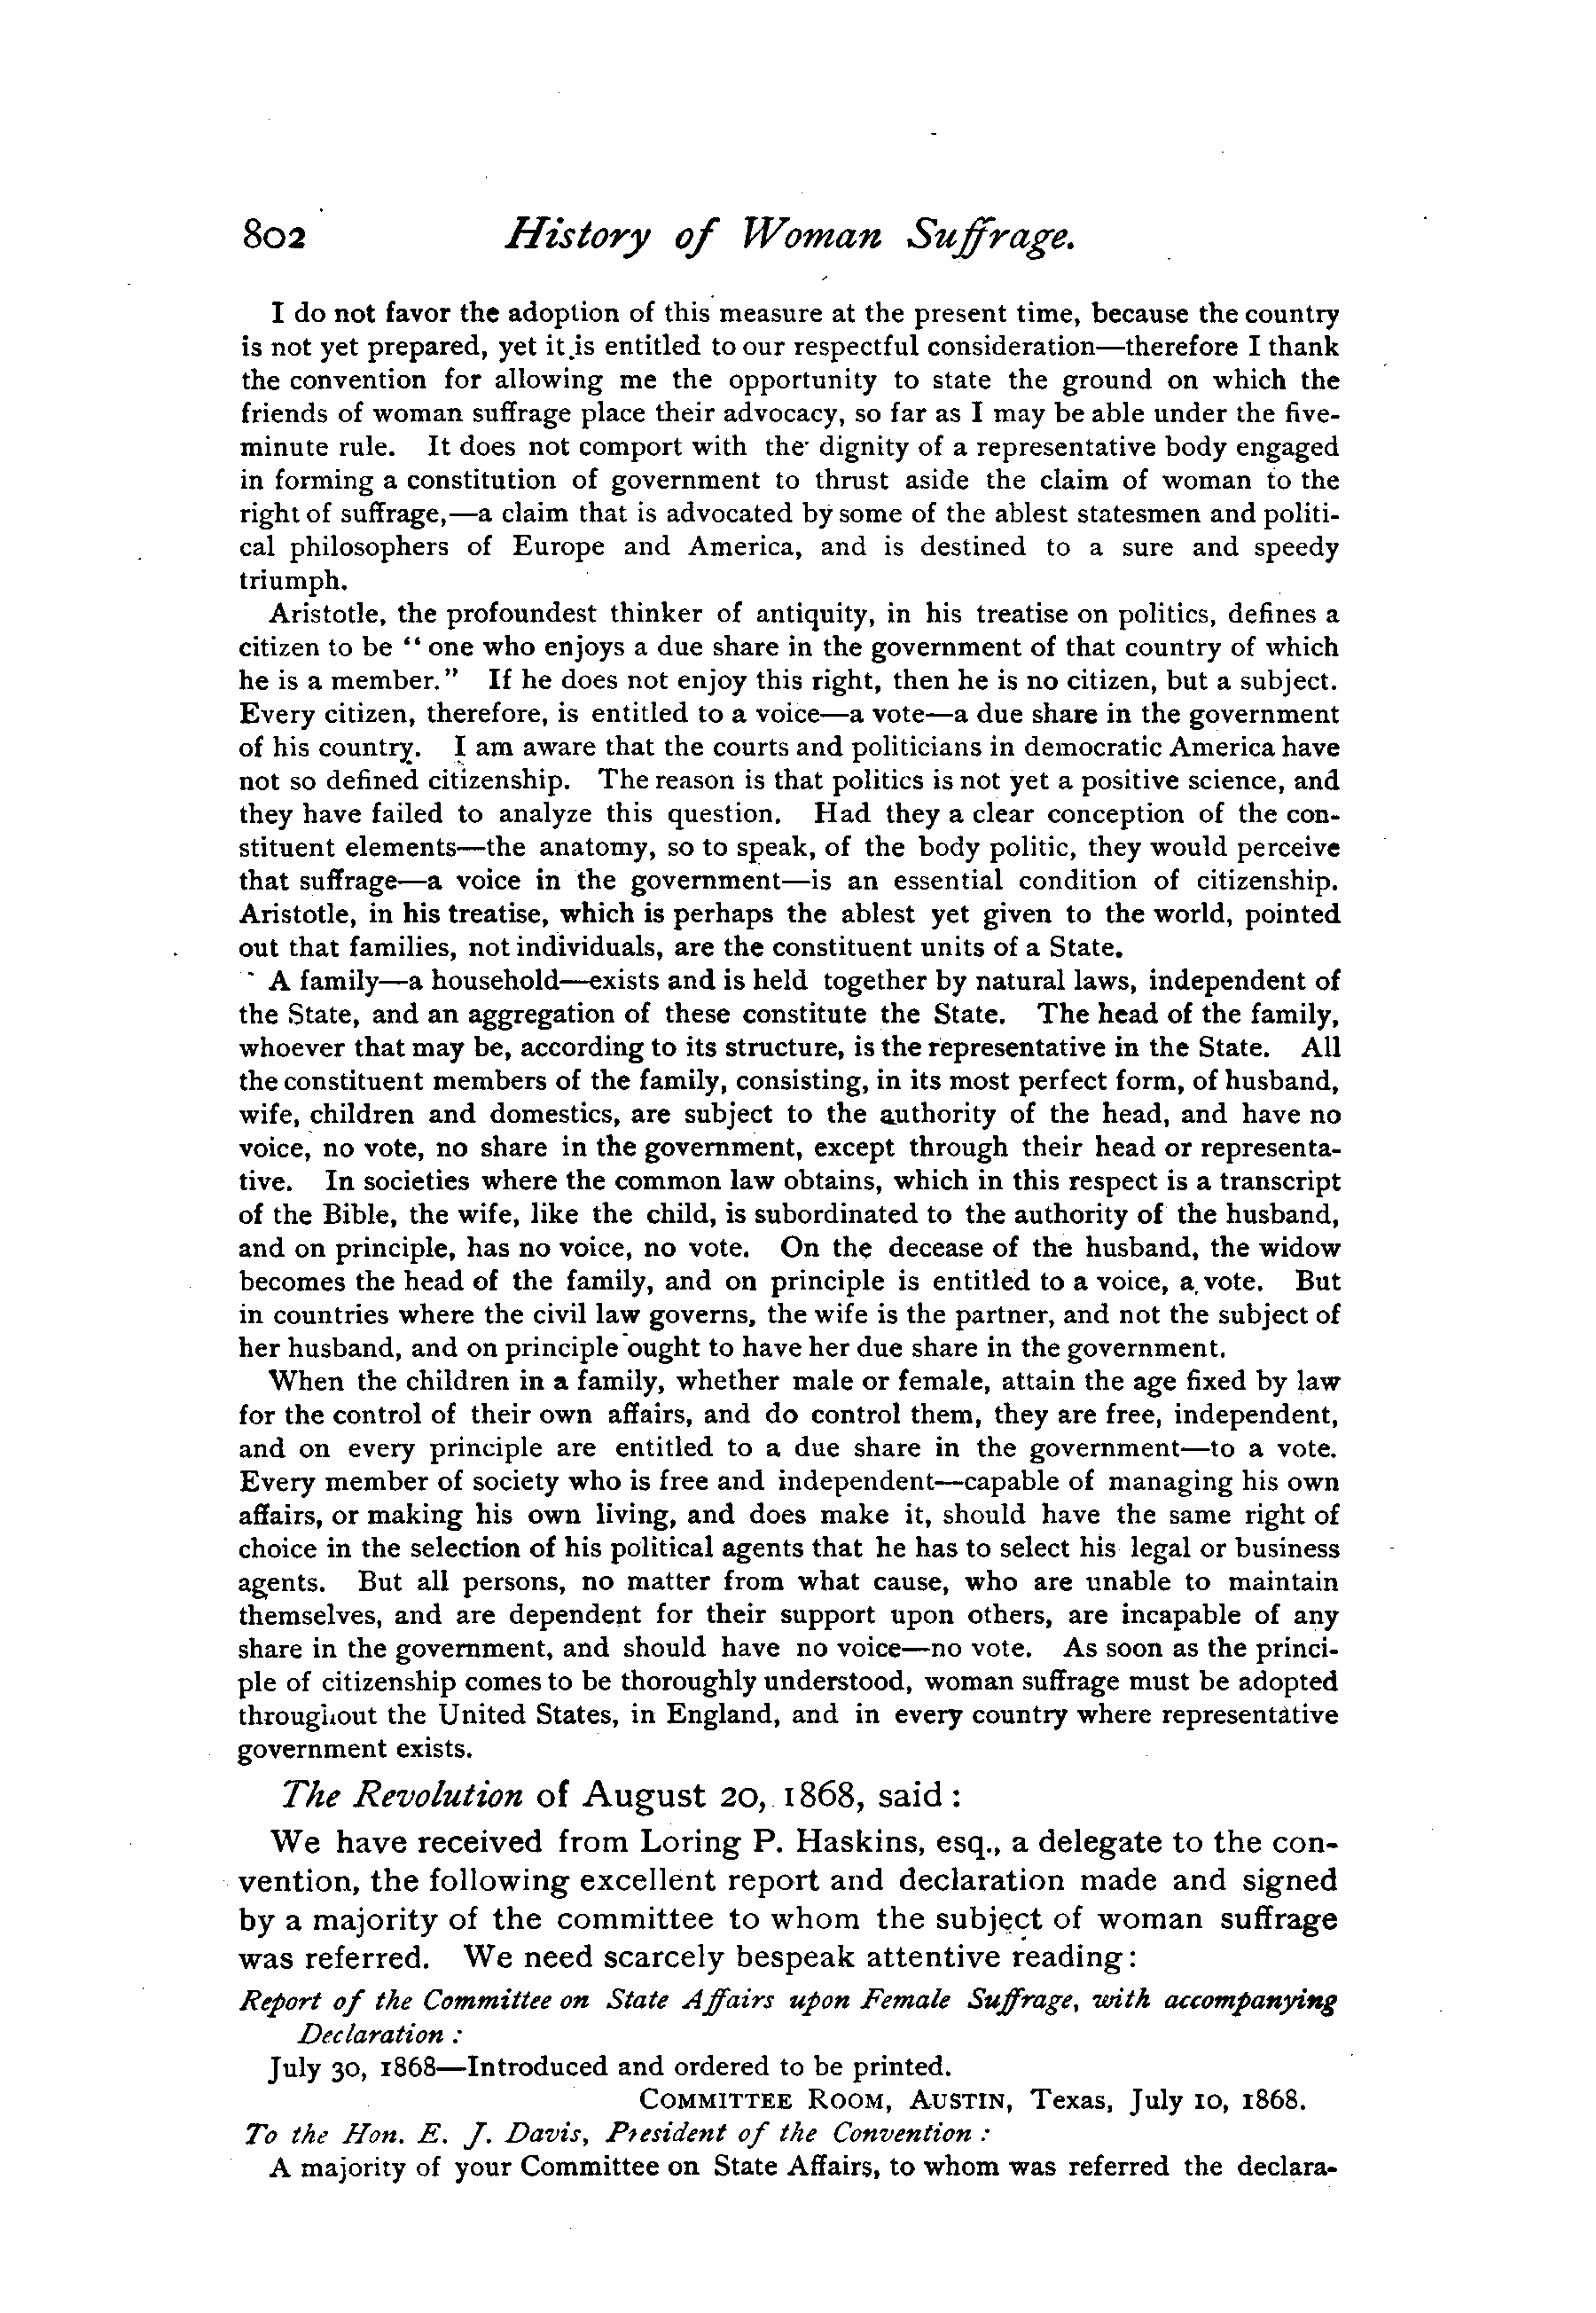 802 History of Woman Suffrage.
I do not favor the adoption of this measure at the present time, because the country
is not yet prepared, yet it is entitled to our respectful consideration—therefore I thank
the convention for allowing me the opportunity to state the ground on which the
friends of woman suffrage place their advocacy, so far as I may be able under the five-
minute rule. It does not comport with the dignity of a representative body engaged
in forming a constitution of government to thrust aside the claim of woman to the
right of suffrage,—a claim that is advocated by some of the ablest statesmen and politi-
cal philosophers of Europe and America, and is destined to a sure and speedy
triumph.
Aristotle, the profoundest thinker of antiquity, in his treatise on politics, defines a
citizen to be “one who enjoys a due share in the government of that country of which
he is a member.” If he does not enjoy this right, then he is no citizen, but a subject.
Every citizen, therefore, is entitled to a voice—a vote—a due share in the government
of his country. I am aware that the courts and politicians in democratic America have
not so defined citizenship. The reason is that politics is not yet a positive science, and
they have failed to analyze this question. Had they a clear conception of the con-
stituent elements—the anatomy, so to speak, of the body politic, they would perceive
that suffrage—a voice in the government—is an essential condition of citizenship.
Aristotle, in his treatise, which is perhaps the ablest yet given to the world, pointed
out that families, not individuals, are the constituent units of a State.
A family—a household—exists and is held together by natural laws, independent of
the State, and an aggregation of these constitute the State. The head of the family,
whoever that may be, according to its structure, is the representative in the State. All
the constituent members of the family, consisting, in its most perfect form, of husband,
wife, children and domestics, are subject to the authority of the head, and have no
voice, no vote, no share in the government, except through their head or representa-
tive. In societies where the common law obtains, which in this respect is a transcript
of the Bible, the wife, like the child, is subordinated to the authority of the husband,
and on principle, has no voice, no vote. On the decease of the husband, the widow
becomes the head of the family, and on principle is entitled to a voice, a vote. But
in countries where the civil law governs, the wife is the partner, and not the subject of
her husband, and on principle ought to have her due share in the government.
When the children in a family, whether male or female, attain the age fixed by law
for the control of their own affairs, and do control them, they are free, independent,
and on every principle are entitled to a due share in the government—to a vote.
Every member of society who is free and independent—capable of managing his own
affairs, or making his own living, and does make it, should have the same right of
choice in the selection of his political agents that he has to select his legal or business
agents. But all persons, no matter from what cause, who are unable to maintain
themselves, and are dependent for their support upon others, are incapable of any
share in the government, and should have no voice—no vote. As soon as the princi-
ple of citizenship comes to be thoroughly understood, woman suffrage must be adopted
throughout the United States, in England, and in every country where representative
government exists.
The Revolution of August 20, 1868, said:
We have received from Loring P. Haskins, esq., a delegate to the con-
vention, the following excellent report and declaration made and signed
by a majority of the committee to whom the subject of woman suffrage
was referred. We need scarcely bespeak attentive reading:
Report of the Committee on State Affairs upon Female Suffrage, with accompanying
Declaration:
July 30, 1868—Introduced and ordered to be printed.
COMMITTEE ROOM, AUSTIN, Texas, July 10, 1868.
To the Hon. E. J. Davis, President of the Convention:
A majority of your Committee on State Affairs, to whom was referred the declara-